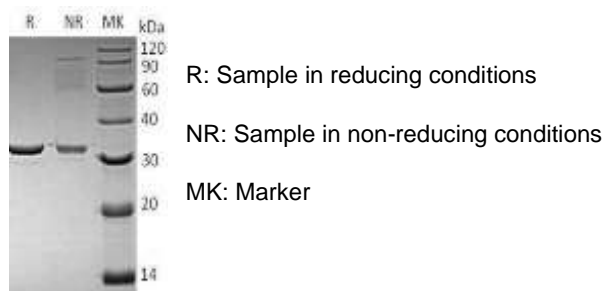 R NR MK kDa
120
90
60
R: Sample in reducing conditions
40
NR: Sample in non-reducing conditions
30
MK: Marker
20
14